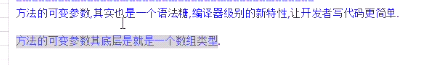 方法的可变参数,其实也是一个语法糖,编译器级别的新特性,让开发者写代码更简单.
方法的可变参数其底层是就是一个数组类型.